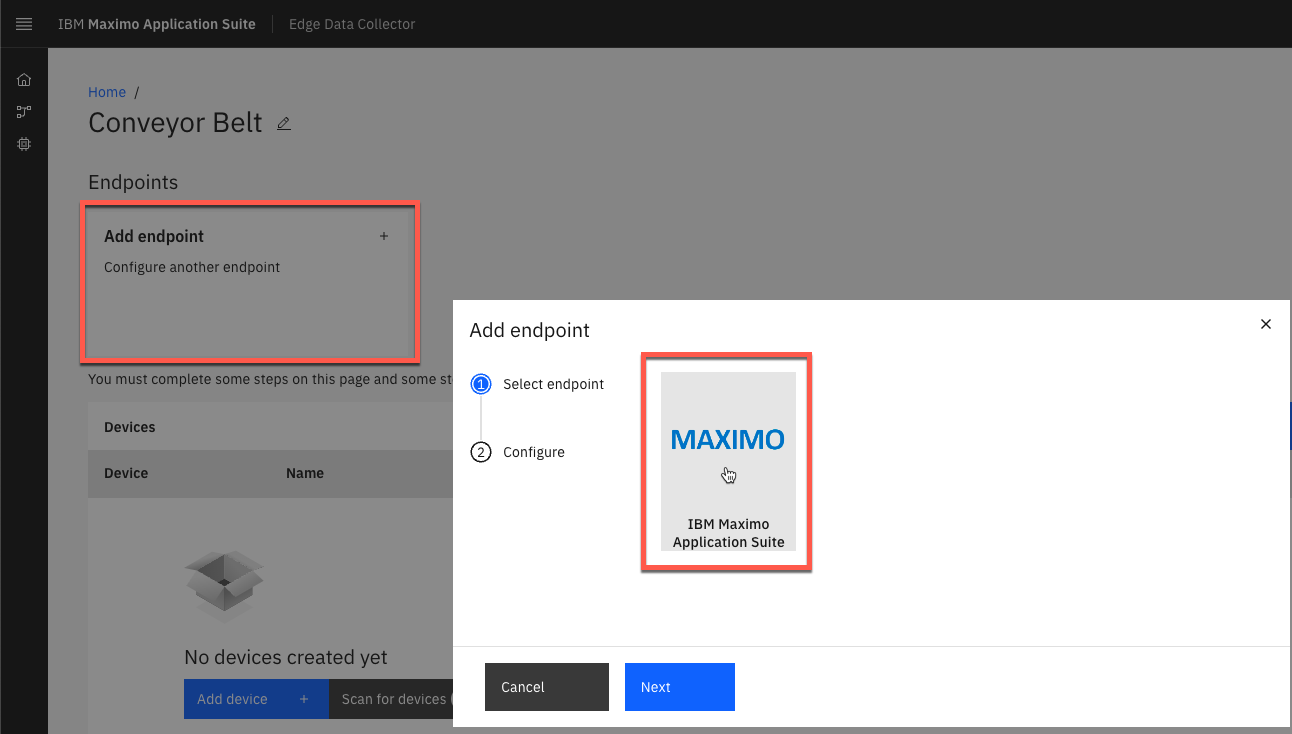 IBM Maximo Application Suite Edge Data Collector
Home /
Conveyor Belt
Endpoints
Add endpoint +
Configure another endpoint
You must complete some steps on this page and some
Devices
Device Name
No devices created yet
Add device +
Scan for devices
Add endpoint
1 Select endpoint
2 Configure
MAXIMO
IBM Maximo
Application Suite
Cancel
Next